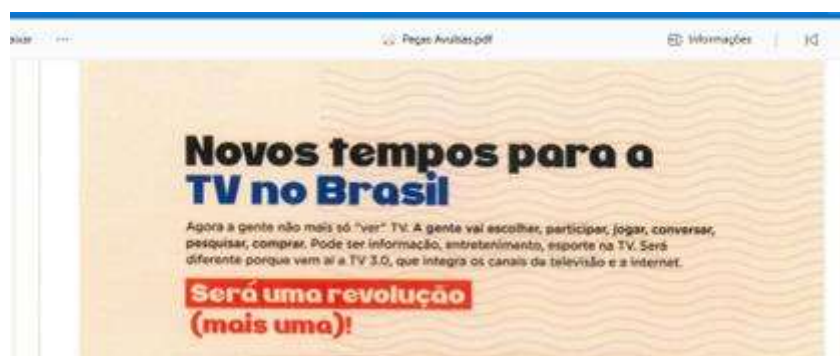 Baixar ...
Peças Avulsas.pdf
Informações
Novos tempos para a
TV no Brasil
Agora a gente não mais só "ver" TV. A gente vai escolher, participar, jogar, conversar,
pesquisar, comprar. Pode ser informação, entretenimento, esporte na TV. Será
diferente porque vem aí a TV 3.0, que integra os canais da televisão e a internet.
Será uma revolução
(mais uma)!